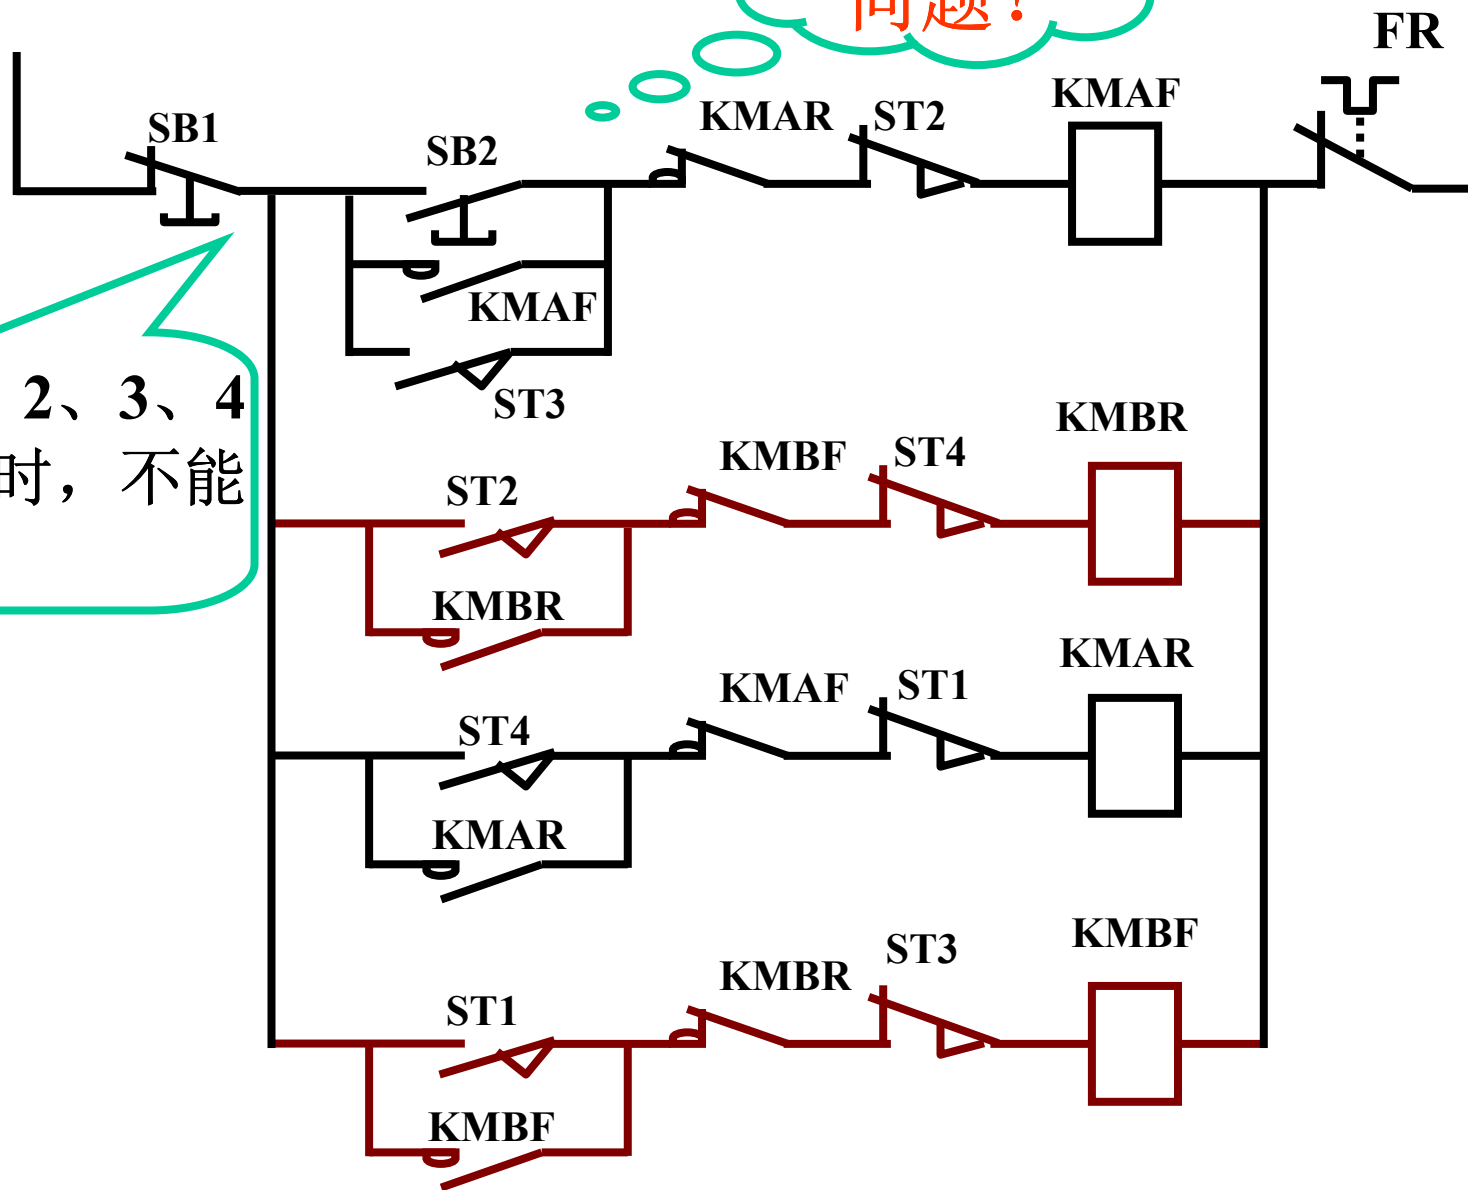 问题!
FR
KMAF
KMAR
ST2
SB1
SB2
KMAF
ST3
2、3、4
时，不能
KMBR
KMBF
ST4
ST2
KMBR
KMAR
KMAF
ST1
ST4
KMAR
KMBF
KMBR
ST3
ST1
KMBF